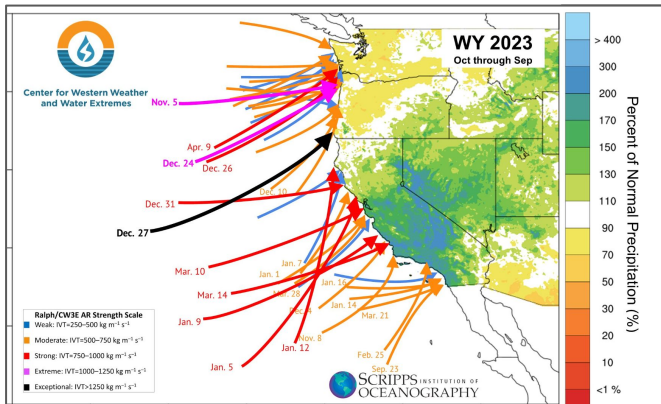 Center for Western Weather
and Water Extremes
WY 2023
Oct through Sep
Nov. 5
Apr. 9
Dec. 24
Dec. 26
Dec. 10
Dec. 31
Dec. 27
Jan. 7
Mar. 10
Jan. 1
Jan. 16
Mar. 28
Mar. 14
Jan. 14
Mar. 21
Jan. 9
Nov. 8
Jan. 12
Jan. 5
Feb. 25
Sep. 23
Ralph/CW3E AR Strength Scale
Weak: IVT=250–500 kg m⁻¹ s⁻¹
Moderate: IVT=500–750 kg m⁻¹ s⁻¹
Strong: IVT=750–1000 kg m⁻¹ s⁻¹
Extreme: IVT=1000–1250 kg m⁻¹ s⁻¹
Exceptional: IVT>1250 kg m⁻¹ s⁻¹
SCRIPPS INSTITUTION OF
OCEANOGRAPHY
> 400
300
200
170
150
130
110
90
70
50
30
20
10
<1 %
Percent of Normal Precipitation (%)